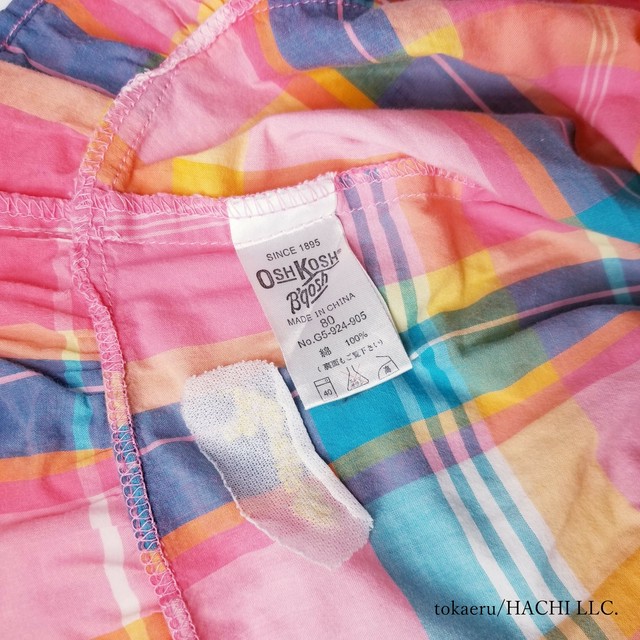 SINCE 1895
OSHKOSH®
B'gosh
MADE IN CHINA
80
No.G5-924-905
綿 100%
(裏面もご覧下さい)
40
高
tokaeru/HACHI LLC.